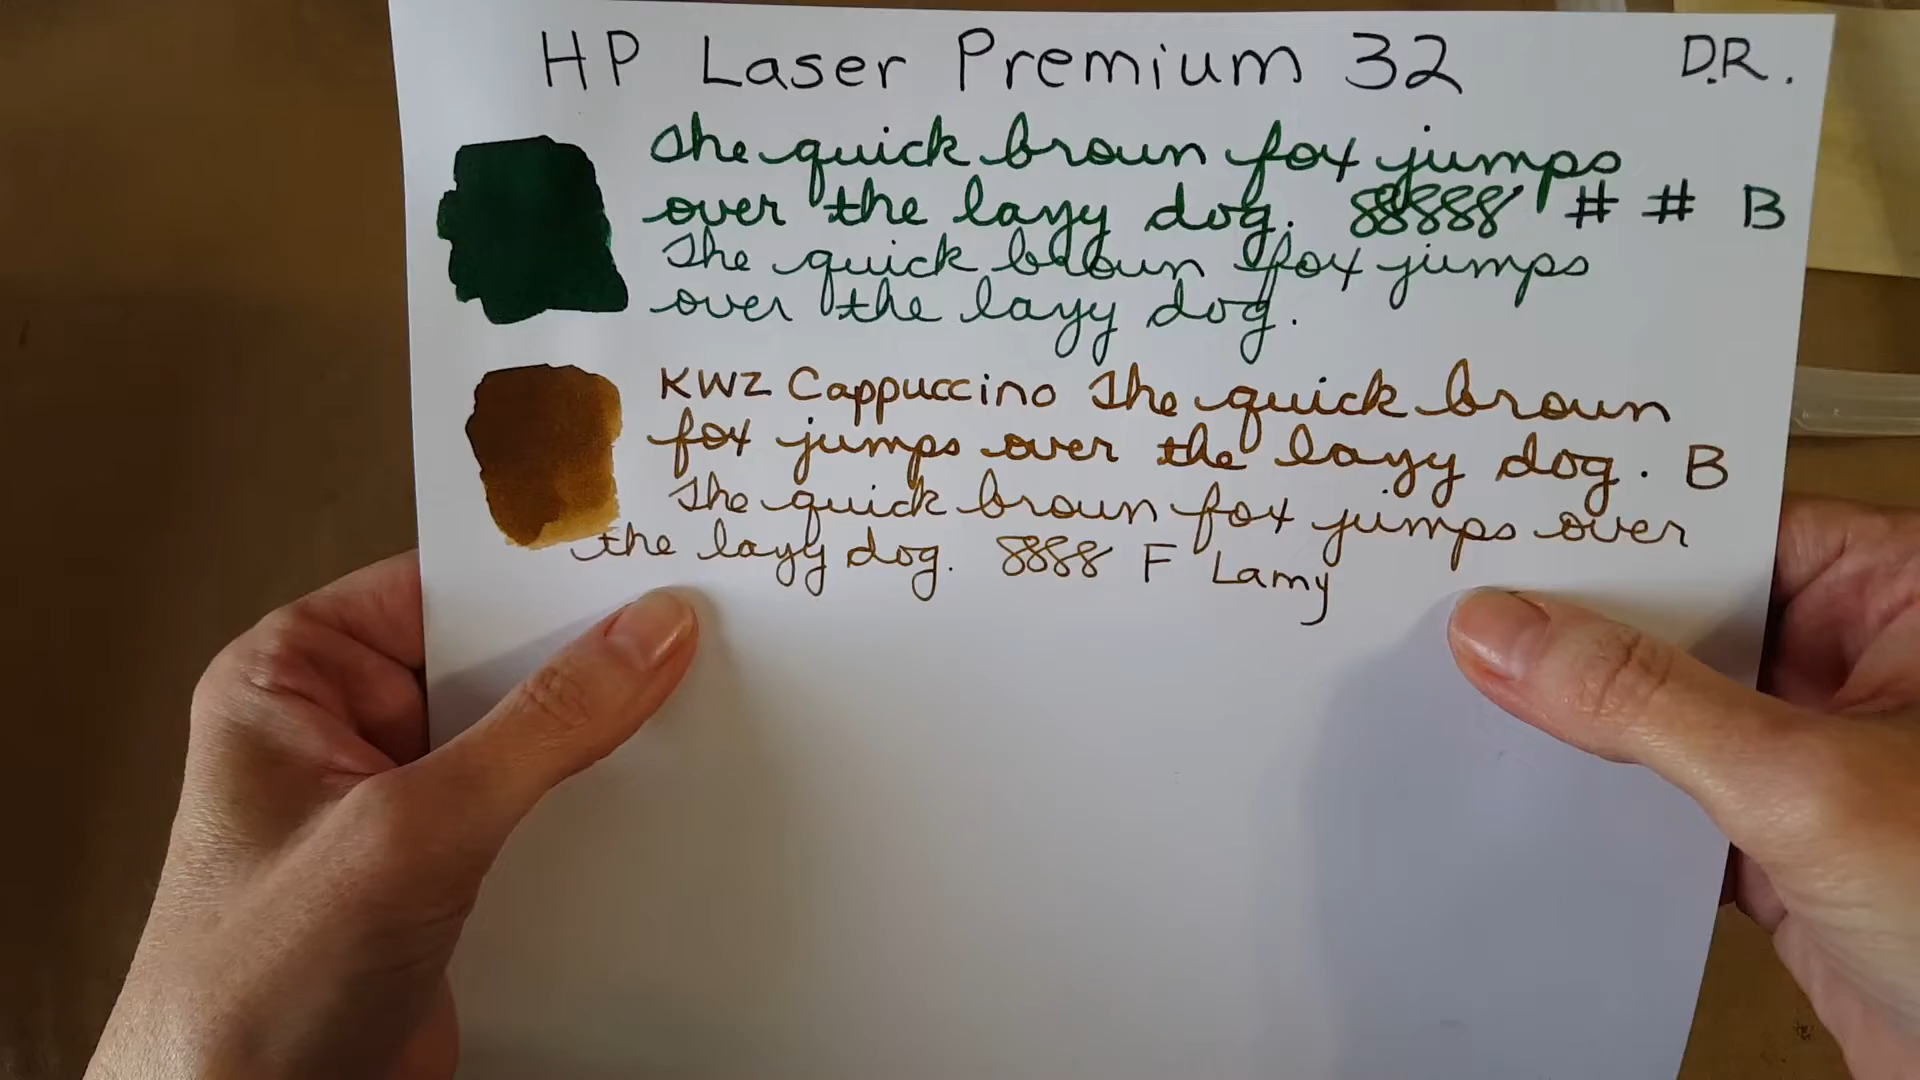 HP Laser Premium 32 D.R.
The quick brown fox jumps
over the lazy dog. 88888 # # B
The quick brown fox jumps
over the lazy dog.
KWZ Cappuccino The quick brown
fox jumps over the lazy dog. B
The quick brown fox jumps over
the lazy dog. 8888 F Lamy